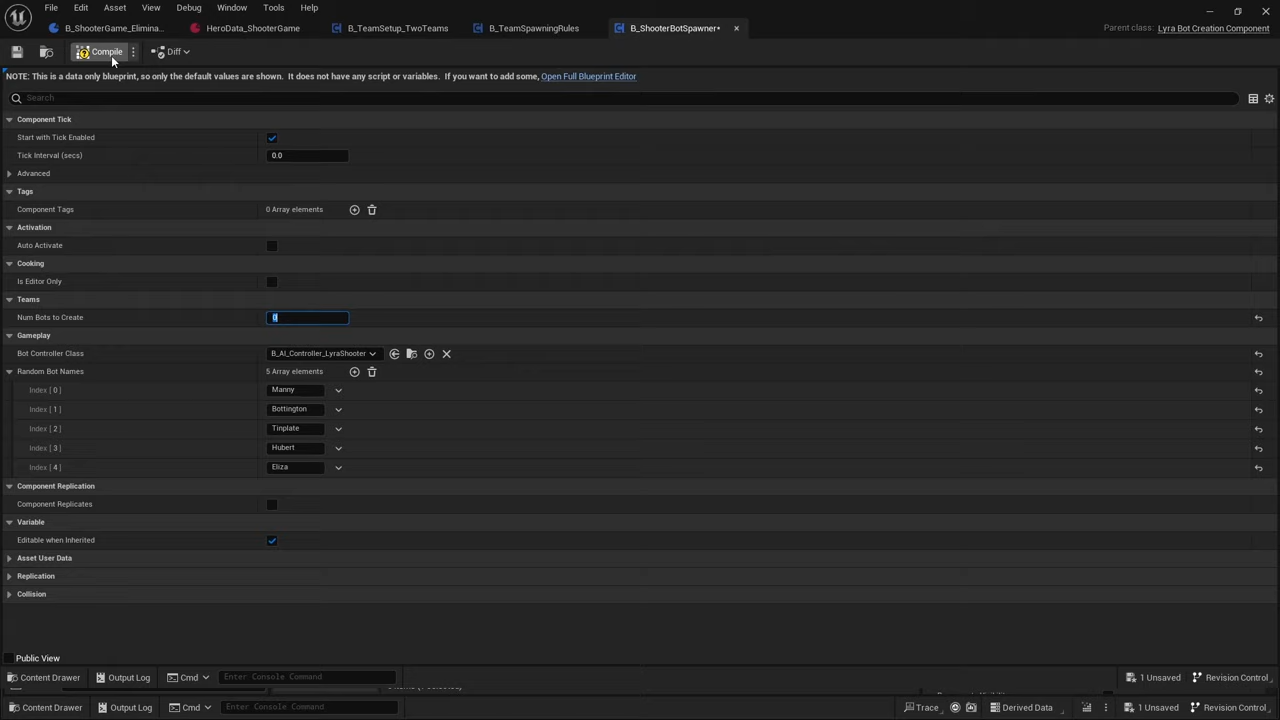 File Edit Asset View Debug Window Tools Help
B_ShooterGame_Elimina... HeroData_ShooterGame B_TeamSetup_TwoTeams B_TeamSpawningRules B_ShooterBotSpawner* Parent class: Lyra Bot Creation Component
Compile Diff
NOTE: This is a data only blueprint, so only the default values are shown. It does not have any script or variables. If you want to add some, Open Full Blueprint Editor
Search
Component Tick
Start with Tick Enabled
Tick Interval (secs) 0.0
Advanced
Tags
Component Tags 0 Array elements
Activation
Auto Activate
Cooking
Is Editor Only
Teams
Num Bots to Create 0
Gameplay
Bot Controller Class B_AI_Controller_LyraShooter
Random Bot Names 5 Array elements
Index [ 0 ] Manny
Index [ 1 ] Bottington
Index [ 2 ] Tinplate
Index [ 3 ] Hubert
Index [ 4 ] Eliza
Component Replication
Component Replicates
Variable
Editable when Inherited
Asset User Data
Replication
Collision
Public View
Content Drawer Output Log Cmd Enter Console Command 1 Unsaved Revision Control
Content Drawer Output Log Cmd Enter Console Command Trace Derived Data 1 Unsaved Revision Control